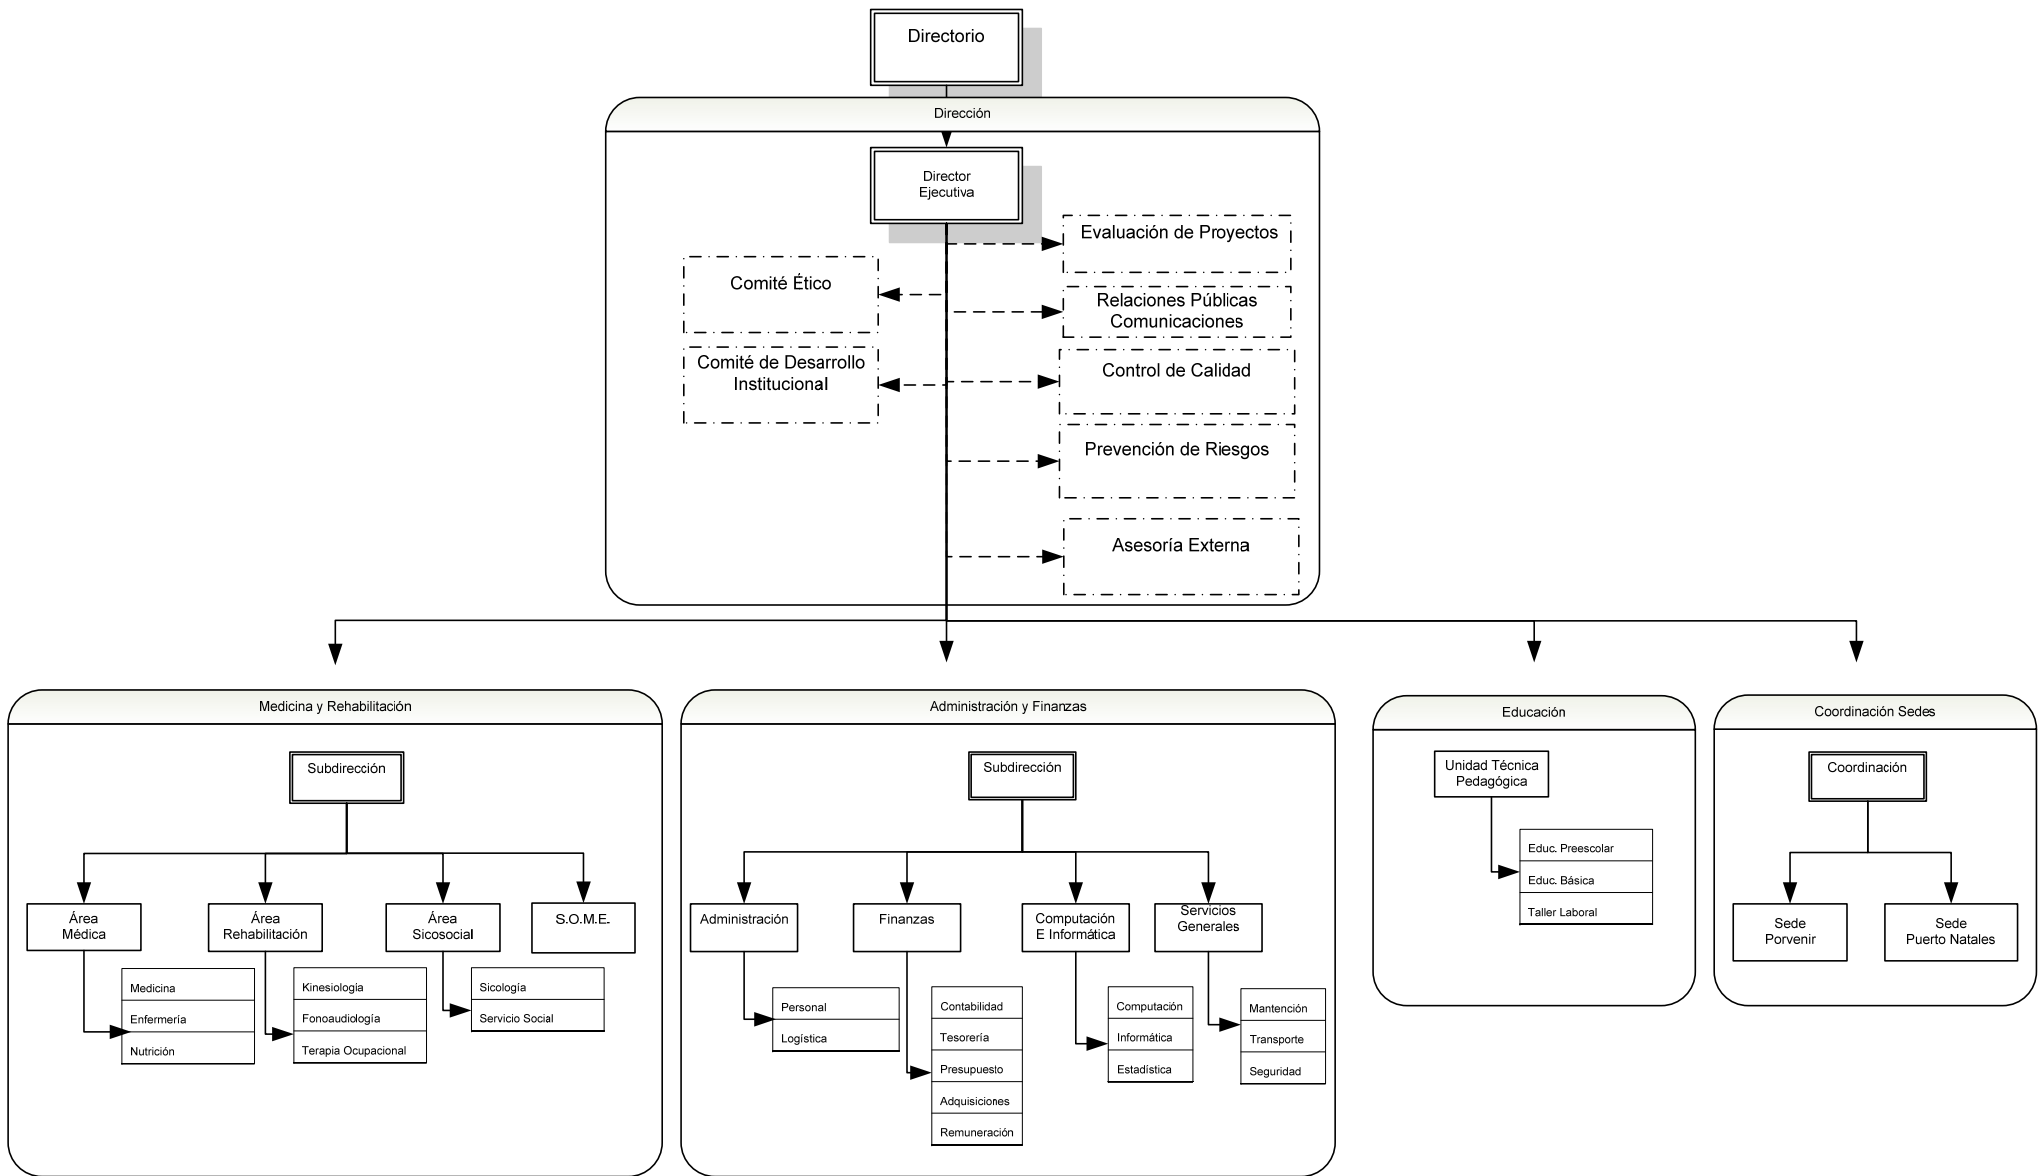 Directorio
Dirección
Director
Ejecutiva
Evaluación de Proyectos
Comité Ético
Relaciones Públicas
Comunicaciones
Comité de Desarrollo
Institucional
Control de Calidad
Prevención de Riesgos
Asesoría Externa
Medicina y Rehabilitación
Subdirección
Área
Médica
Área
Rehabilitación
Área
Sicosocial
S.O.M.E.
Medicina
Enfermería
Nutrición
Kinesiología
Fonoaudiología
Terapia Ocupacional
Sicología
Servicio Social
Administración y Finanzas
Subdirección
Administración
Finanzas
Computación
E Informática
Servicios
Generales
Personal
Logística
Contabilidad
Tesorería
Presupuesto
Adquisiciones
Remuneración
Computación
Informática
Estadística
Mantención
Transporte
Seguridad
Educación
Unidad Técnica
Pedagógica
Educ. Preescolar
Educ. Básica
Taller Laboral
Coordinación Sedes
Coordinación
Sede
Porvenir
Sede
Puerto Natales